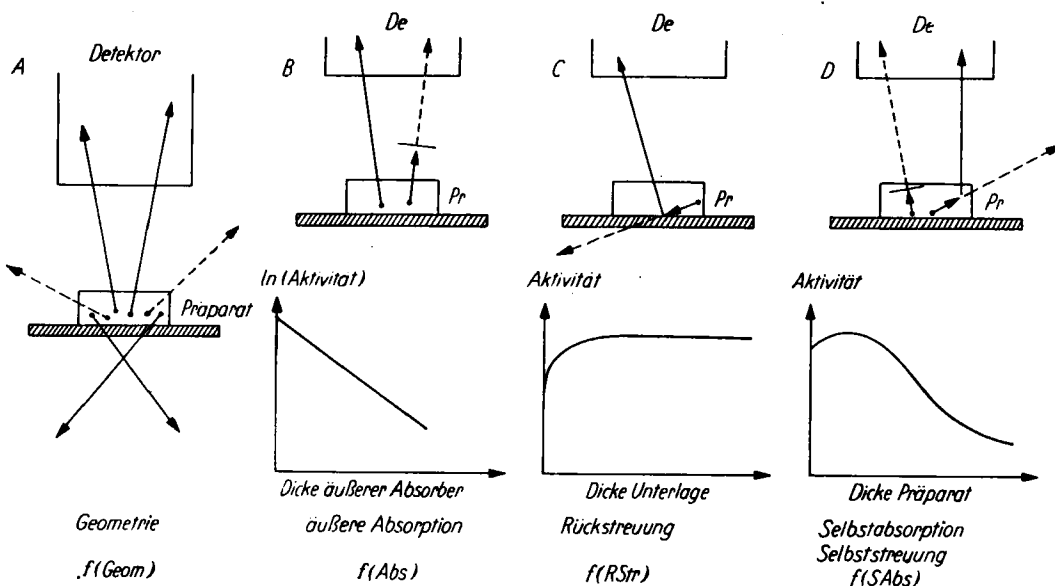 A
Detektor
Präparat
Geometrie
f(Geom)
B
De
Pr
ln(Aktivität)
Dicke äußerer Absorber
äußere Absorption
f(Abs)
C
De
Pr
Aktivität
Dicke Unterlage
Rückstreuung
f(RStr)
D
De
Pr
Aktivität
Dicke Präparat
Selbstabsorption
Selbststreuung
f(SAbs)